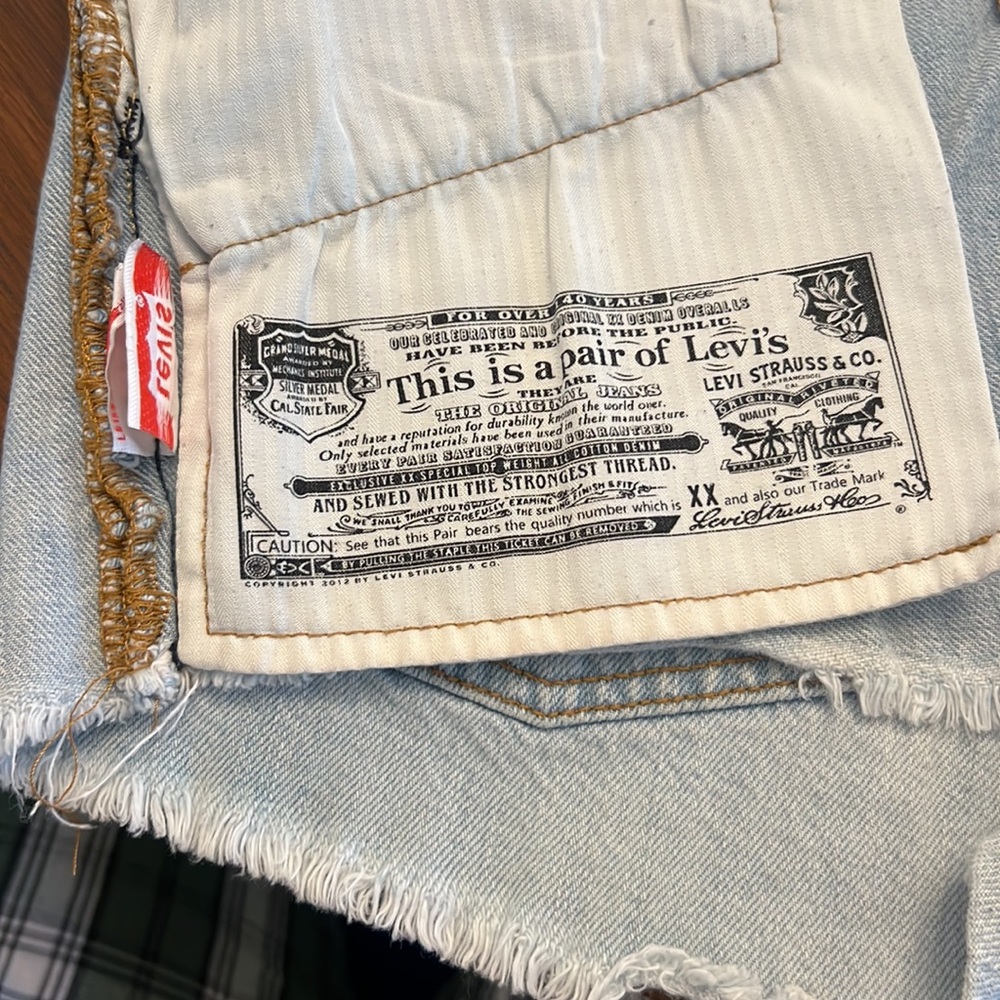 FOR OVER 40 YEARS
OUR CELEBRATED AND ORIGINAL XX DENIM OVERALLS
HAVE BEEN BEFORE THE PUBLIC
This is a pair of Levi's
THEY ARE
THE ORIGINAL JEANS
and have a reputation for durability known the world over.
Only selected materials have been used in their manufacture.
EVERY PAIR SATISFACTION GUARANTEED
EXCLUSIVE XX SPECIAL TOP WEIGHT ALL COTTON DENIM
AND SEWED WITH THE STRONGEST THREAD.
WE SHALL THANK YOU TO CAREFULLY EXAMINE THE SEWING FINISH & FIT
CAUTION: See that this Pair bears the quality number which is XX and also our Trade Mark
BY PULLING THE STAPLE THIS TICKET CAN BE REMOVED
COPYRIGHT 2012 BY LEVI STRAUSS & CO.
GRAND SILVER MEDAL
AWARDED BY
MECHANICS INSTITUTE
SILVER MEDAL
AWARDED BY
CAL STATE FAIR
LEVI STRAUSS & CO.
SAN FRANCISCO
CAL
ORIGINAL RIVETED
QUALITY CLOTHING
PATENTED
Levi Strauss & Co
®
LEVI'S